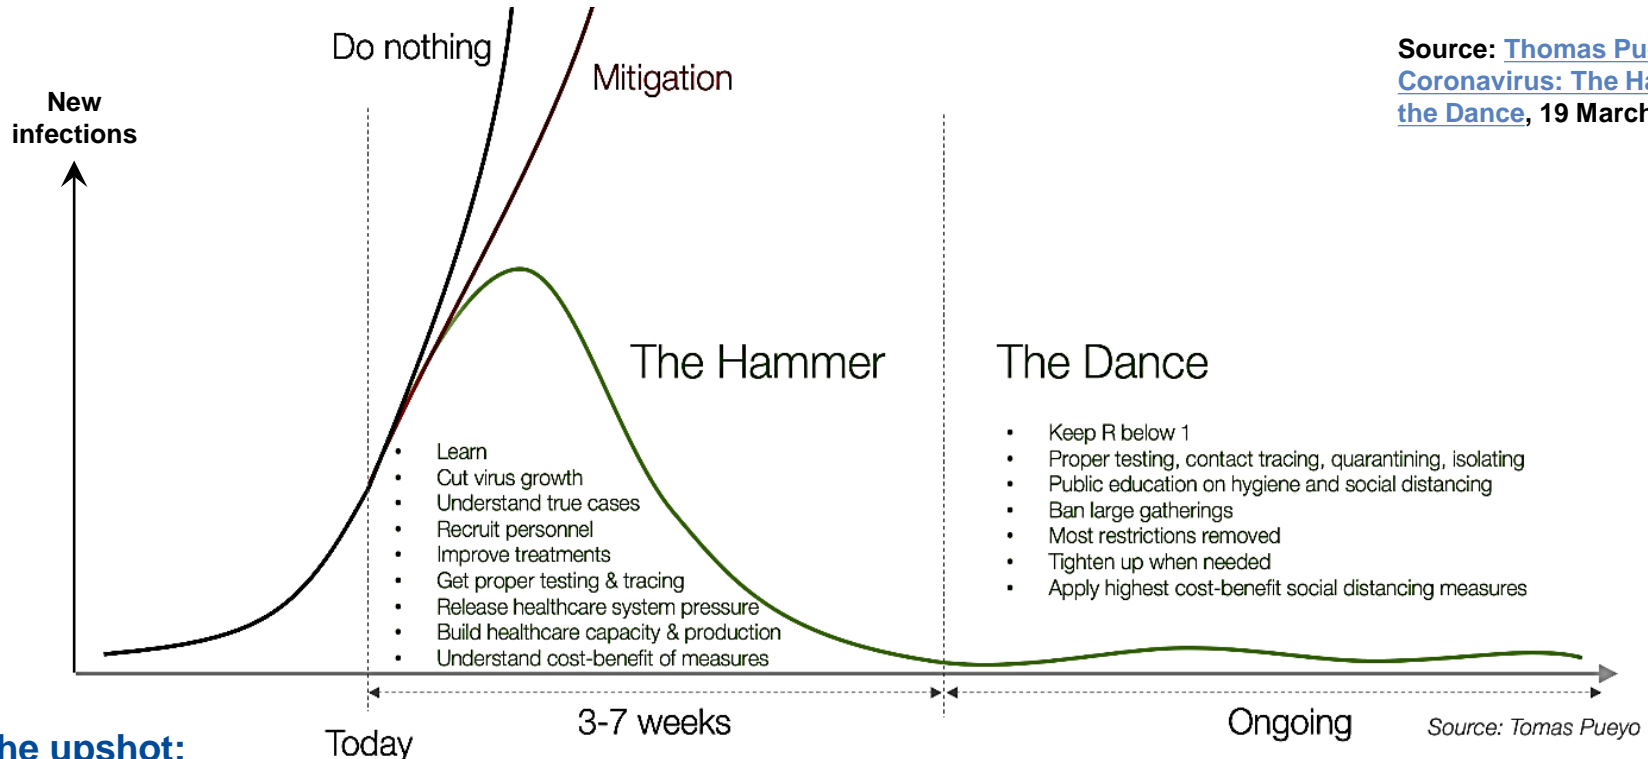 Do nothing
Mitigation
New
infections
Source: Thomas Pu
Coronavirus: The Ha
the Dance, 19 March
The Hammer
• Learn
• Cut virus growth
• Understand true cases
• Recruit personnel
• Improve treatments
• Get proper testing & tracing
• Release healthcare system pressure
• Build healthcare capacity & production
• Understand cost-benefit of measures
The Dance
• Keep R below 1
• Proper testing, contact tracing, quarantining, isolating
• Public education on hygiene and social distancing
• Ban large gatherings
• Most restrictions removed
• Tighten up when needed
• Apply highest cost-benefit social distancing measures
3-7 weeks
Ongoing
Source: Tomas Pueyo
Today
he upshot: